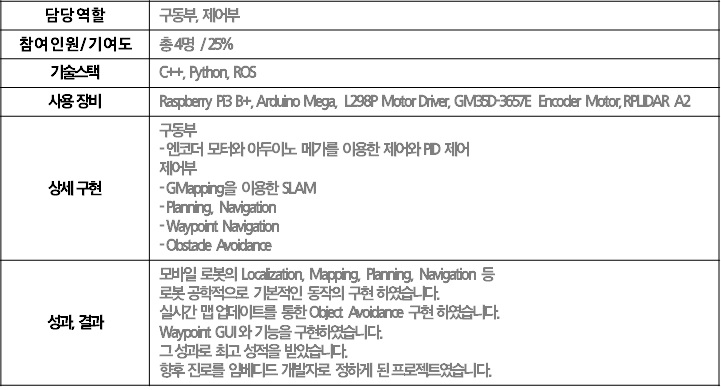 담당역할 구동부, 제어부
참여인원/기여도 총 4명 / 25%
기술스택 C++, Python, ROS
사용 장비 Raspberry Pi3 B+, Arduino Mega, L298P Motor Driver, GM35D-3657E Encoder Motor, RPLIDAR A2
상세 구현
구동부
- 엔코더 모터와 아두이노 메가를 이용한 제어와 PID 제어
제어부
- GMapping을 이용한 SLAM
- Planning, Navigation
- Waypoint Navigation
- Obstacle Avoidance
성과, 결과
모바일 로봇의 Localization, Mapping, Planning, Navigation 등
로봇 공학적으로 기본적인 동작의 구현 하였습니다.
실시간 맵 업데이트를 통한 Object Avoidance 구현 하였습니다.
Waypoint GUI 와 기능을 구현하였습니다.
그 성과로 최고 성적을 받았습니다.
향후 진로를 임베디드 개발자로 정하게 된 프로젝트였습니다.